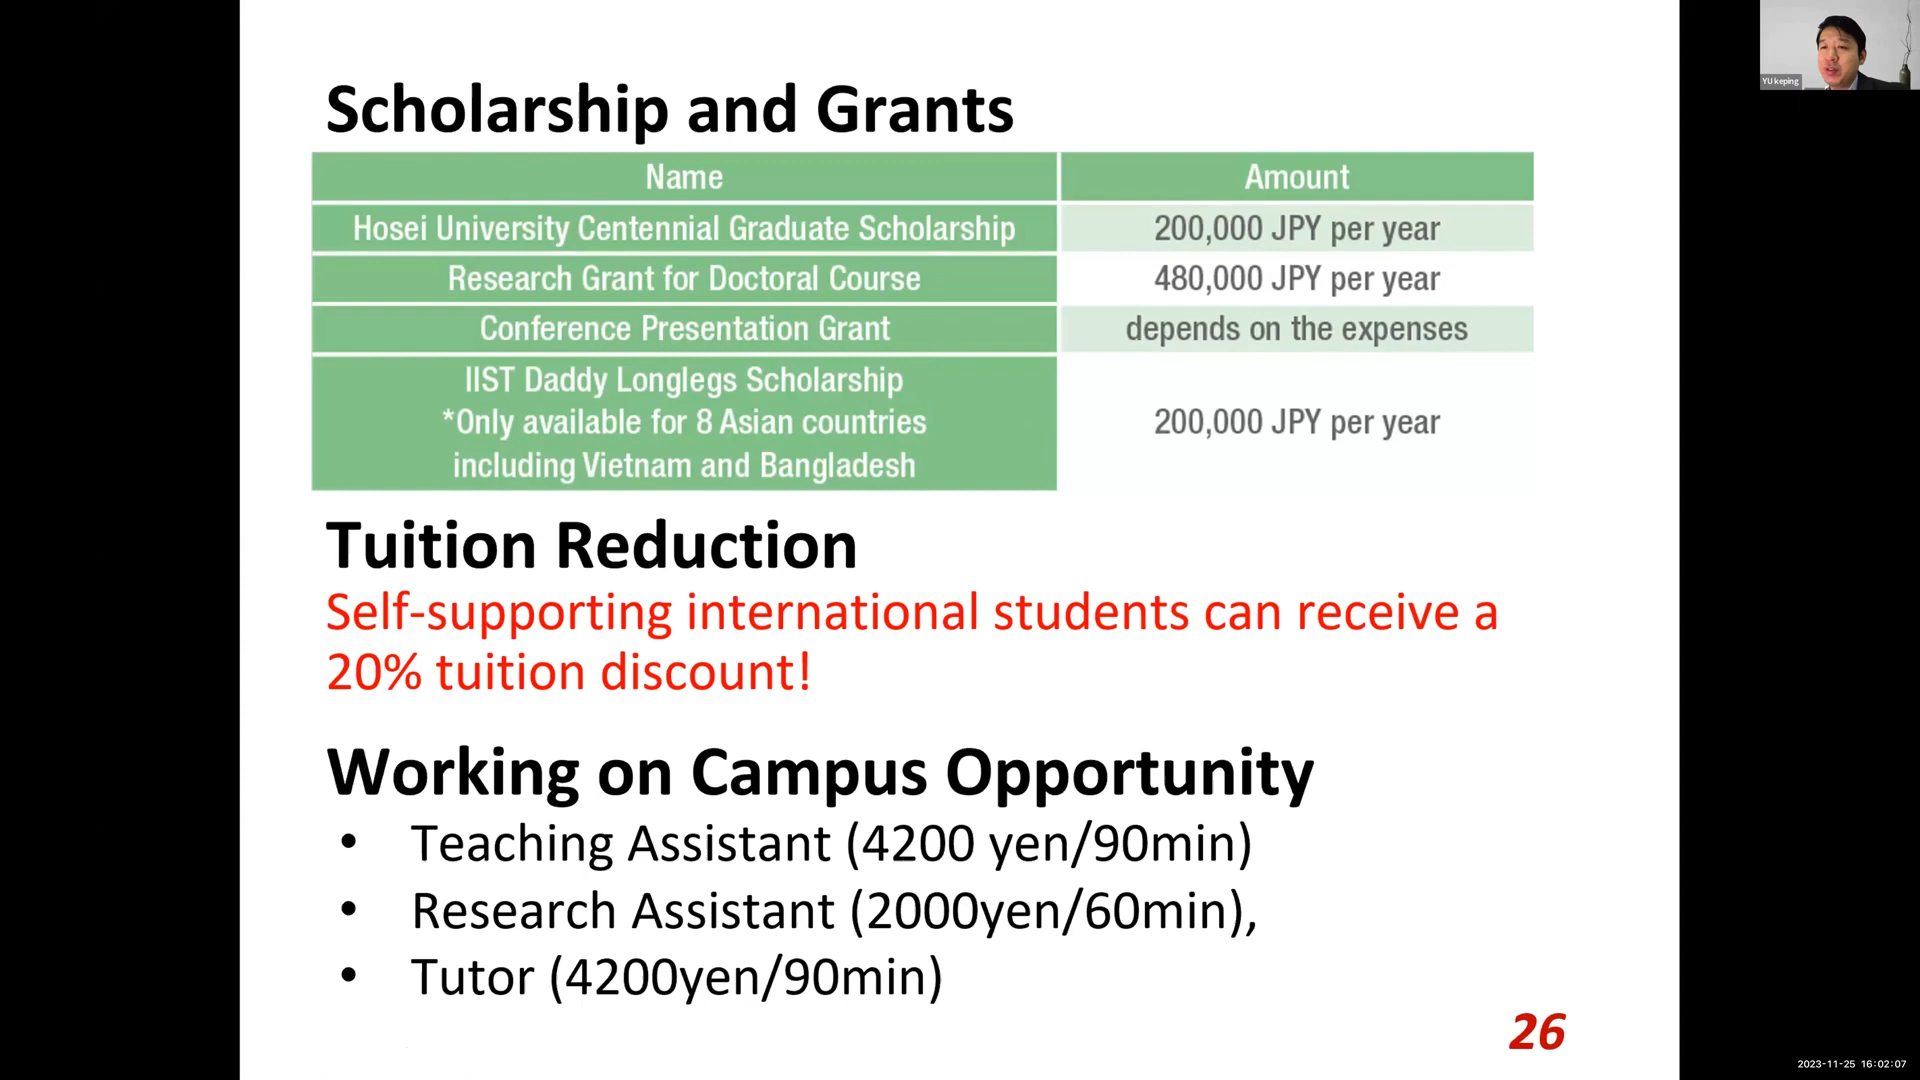 Scholarship and Grants
Name Amount
Hosei University Centennial Graduate Scholarship 200,000 JPY per year
Research Grant for Doctoral Course 480,000 JPY per year
Conference Presentation Grant depends on the expenses
IIST Daddy Longlegs Scholarship
*Only available for 8 Asian countries 200,000 JPY per year
including Vietnam and Bangladesh
Tuition Reduction
Self-supporting international students can receive a
20% tuition discount!
Working on Campus Opportunity
• Teaching Assistant (4200 yen/90min)
• Research Assistant (2000yen/60min),
• Tutor (4200yen/90min)
26
YU keping
2023-11-25 16:02:07